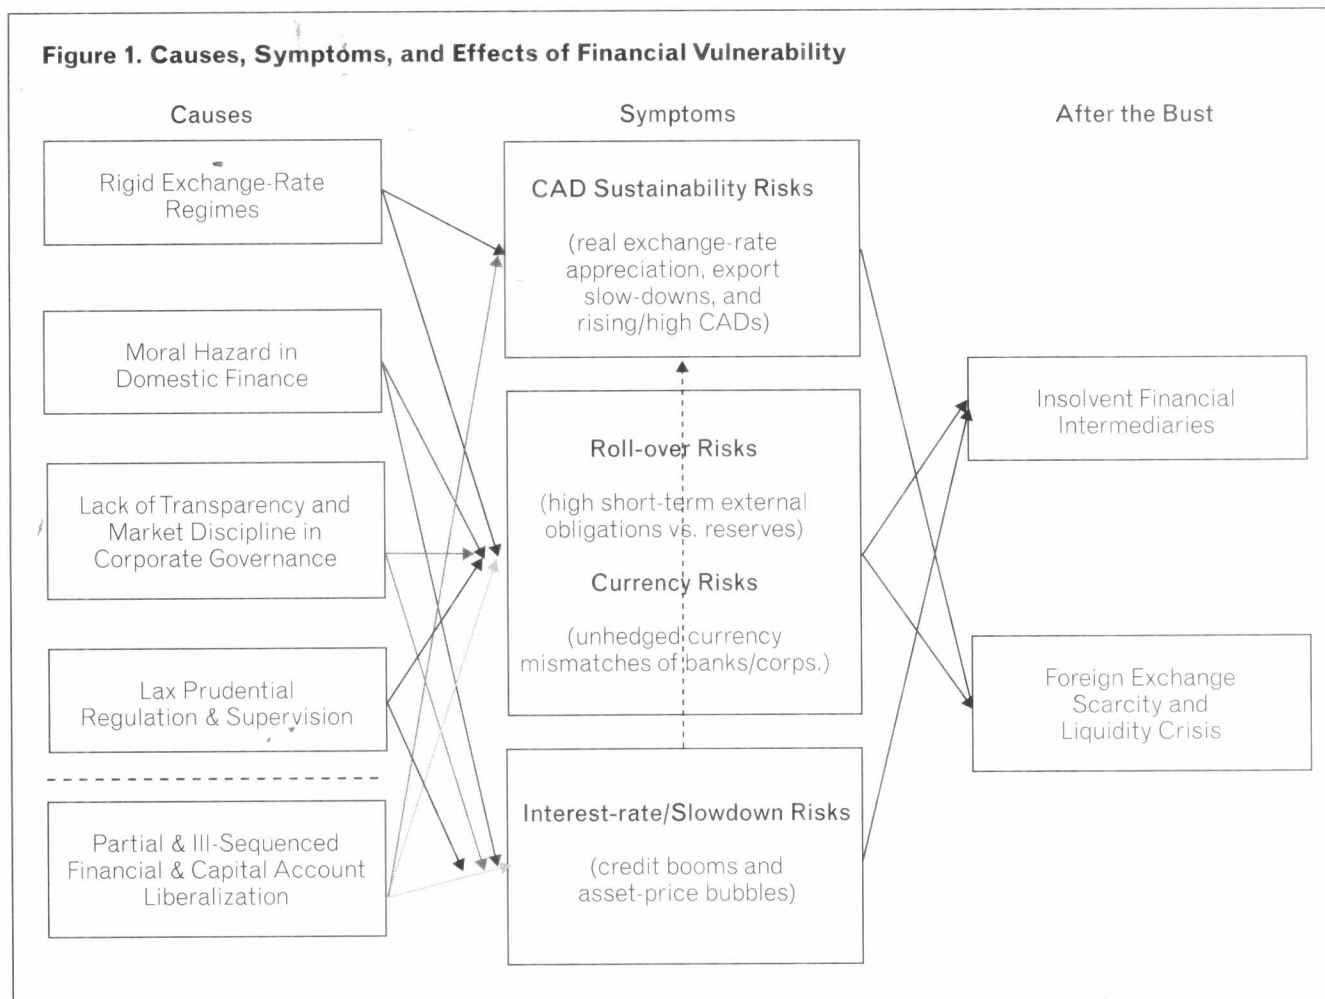 Figure 1. Causes, Symptoms, and Effects of Financial Vulnerability
Causes
Symptoms
After the Bust
Rigid Exchange-Rate
Regimes
Moral Hazard in
Domestic Finance
Lack of Transparency and
Market Discipline in
Corporate Governance
Lax Prudential
Regulation & Supervision
Partial & Ill-Sequenced
Financial & Capital Account
Liberalization
CAD Sustainability Risks
(real exchange-rate
appreciation, export
slow-downs, and
rising/high CADs)
Roll-over Risks
(high short-term external
obligations vs. reserves)
Currency Risks
(unhedged currency
mismatches of banks/corps.)
Interest-rate/Slowdown Risks
(credit booms and
asset-price bubbles)
Insolvent Financial
Intermediaries
Foreign Exchange
Scarcity and
Liquidity Crisis